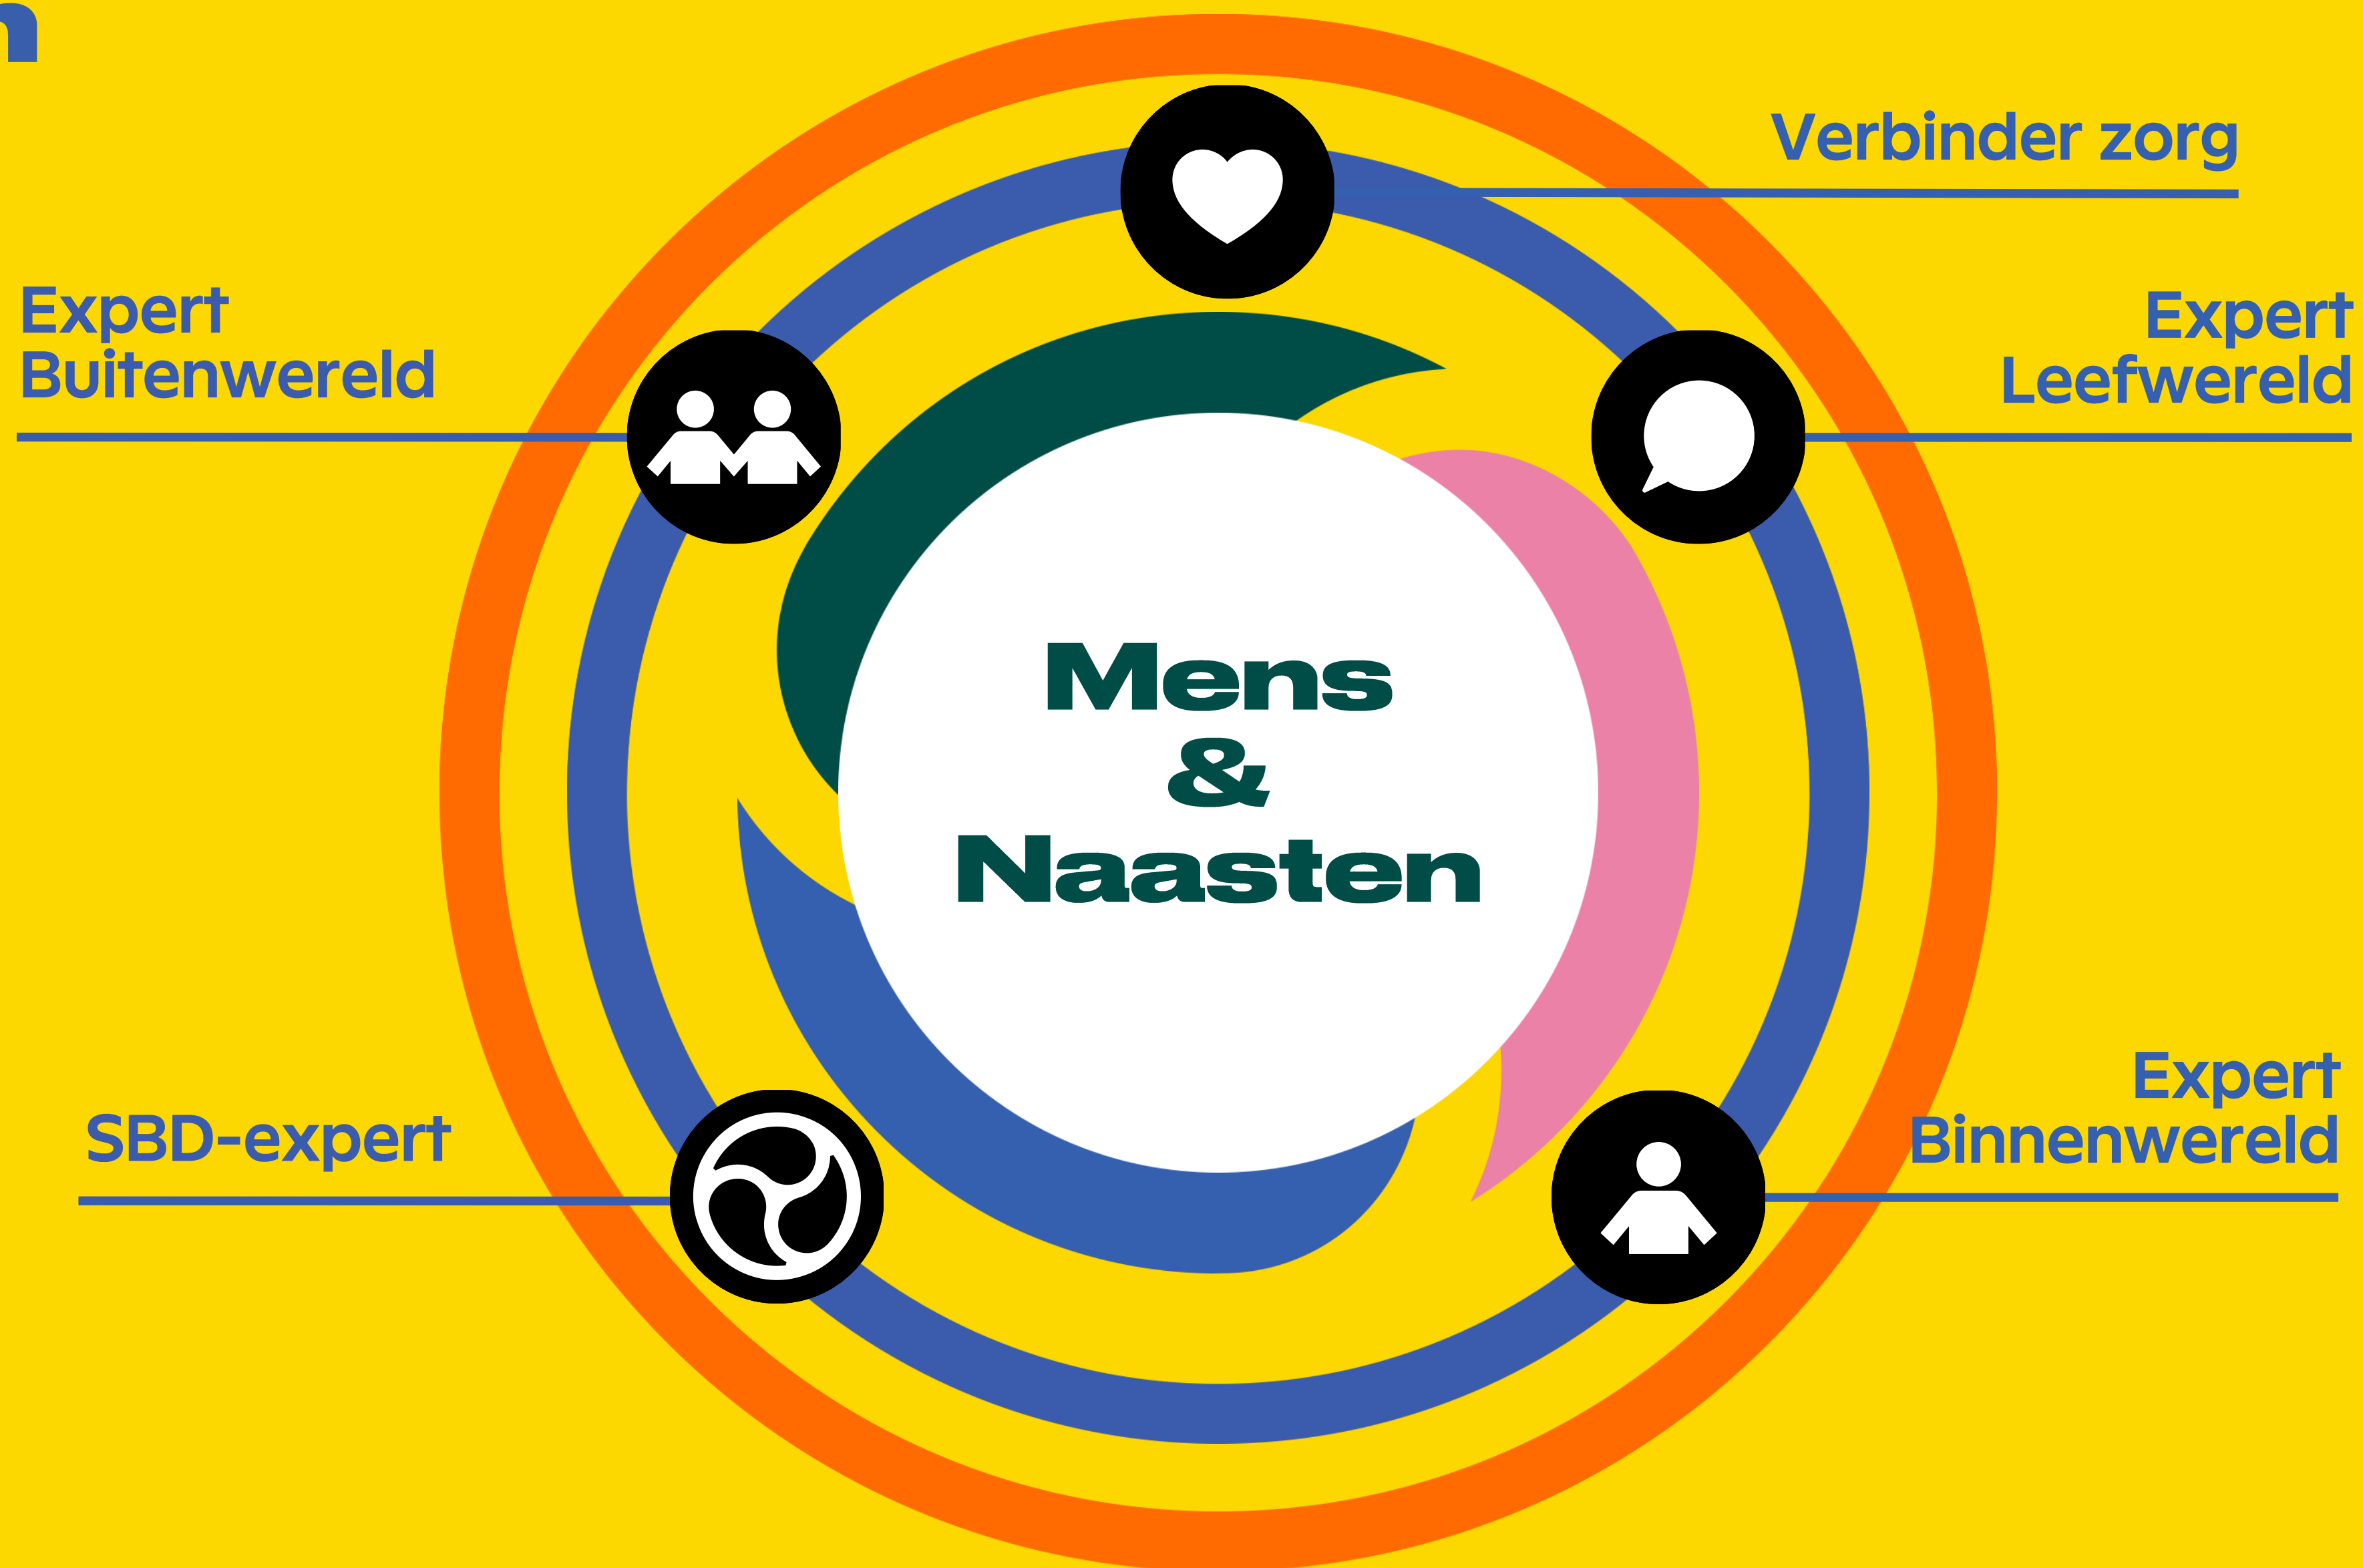 n
Verbinder zorg
Expert
Buitenwereld
Expert
Leefwereld
Mens
&
Naasten
SBD-expert
Expert
Binnenwereld